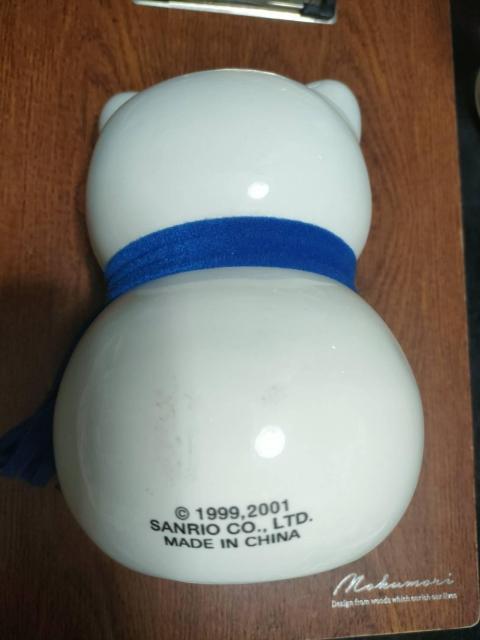 © 1999,2001
SANRIO CO., LTD.
MADE IN CHINA
Mokumori
Design from woods which enrich our lives